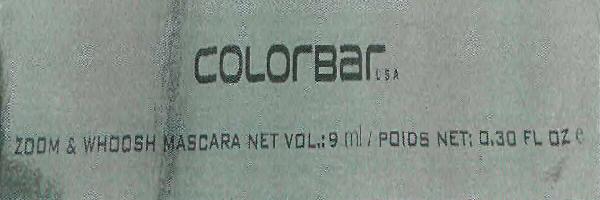 COLORBAR USA
ZOOM & WHOOSH MASCARA NET VOL.: 9 ml / POIDS NET: 0.30 FL OZ e